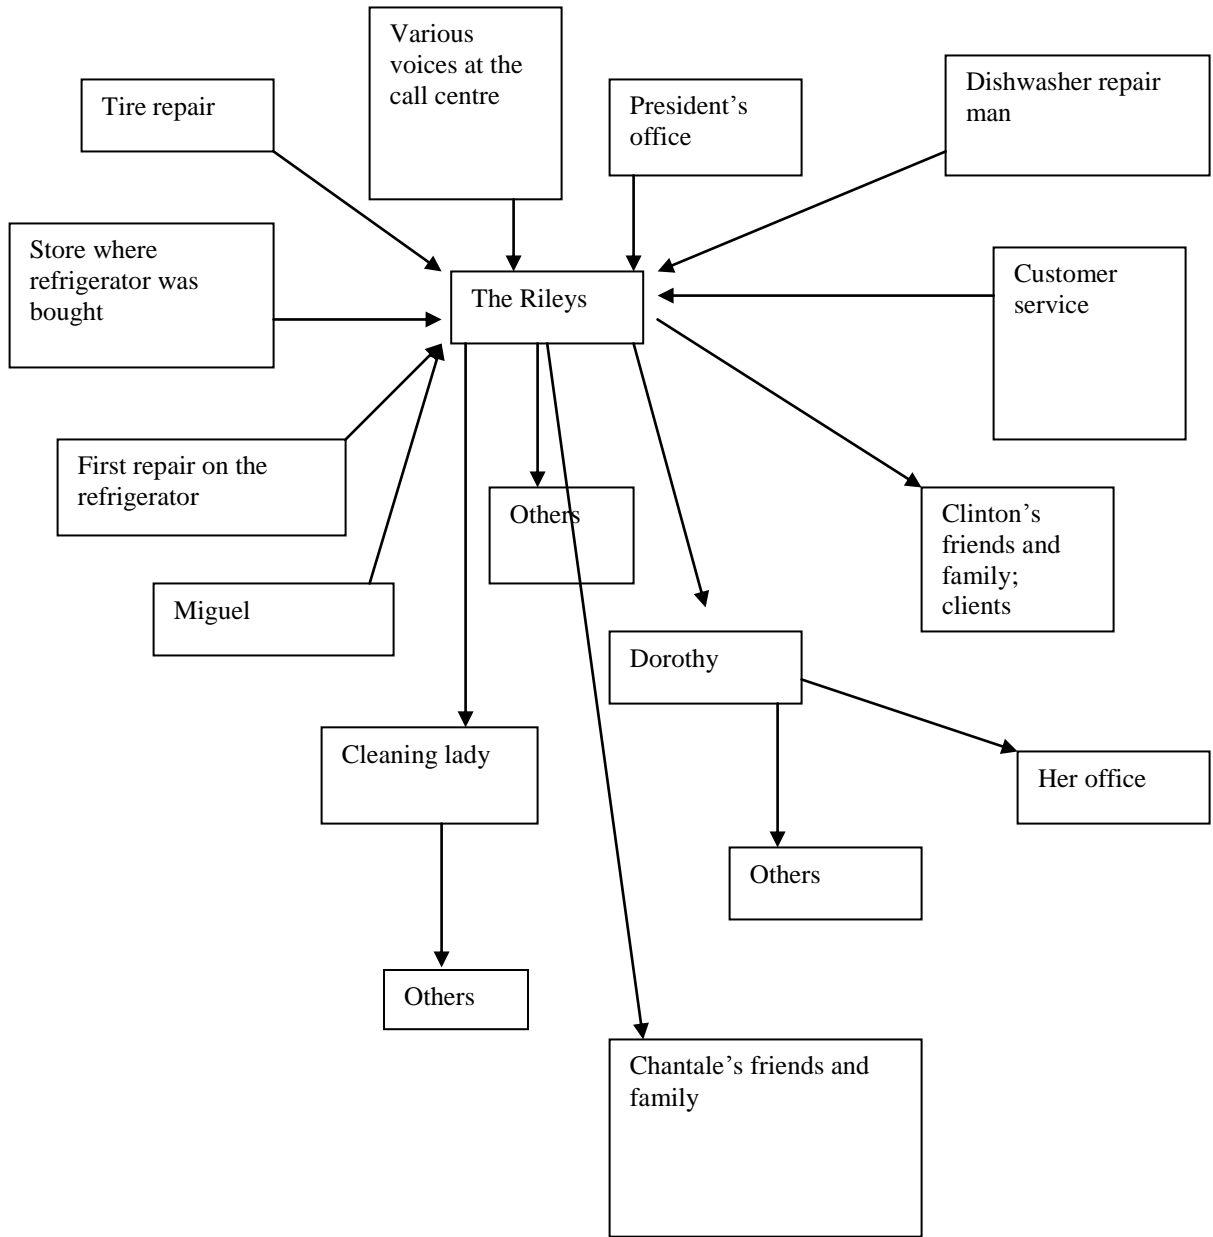 Various
voices at the
call centre
Tire repair
President's
office
Dishwasher repair
man
Store where
refrigerator was
bought
The Rileys
Customer
service
First repair on the
refrigerator
Others
Clinton's
friends and
family;
clients
Miguel
Dorothy
Cleaning lady
Her office
Others
Others
Chantale's friends and
family